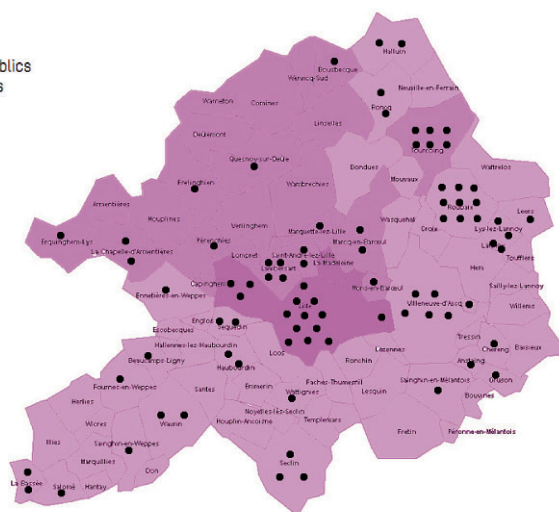 blics
s
Halluin
Bousbecque
Wervicq-Sud
Neuville-en-Ferrain
Roncq
Warneton
Comines
Linselles
Deûlémont
Tourcoing
Quesnoy-sur-Deûle
Bondues
Wattrelos
Mouvaux
Frelinghien
Wambrechies
Armentières
Roubaix
Houplines
Leers
Wasquehal
Croix
Lys-lez-Lannoy
Verlinghem
Marquette-lez-Lille
Marcq-en-Barœul
Erquinghem-Lys
Pérenchies
La Chapelle-d'Armentières
Lannoy
Toufflers
Lompret
Saint-André-lez-Lille
La Madeleine
Hem
Lambersart
Capinghem
Mons-en-Barœul
Sailly-lez-Lannoy
Ennetières-en-Weppes
Villeneuve-d'Ascq
Lille
Willems
Englos
Sequedin
Escobecques
Tressin
Hallennes-lez-Haubourdin
Chéreng
Baisieux
Loos
Lezennes
Beaucamps-Ligny
Ronchin
Anstaing
Haubourdin
Gruson
Fournes-en-Weppes
Emmerin
Faches-Thumesnil
Sainghin-en-Mélantois
Santes
Wattignies
Lesquin
Bouvines
Herlies
Noyelles-lès-Seclin
Wavrin
Houplin-Ancoisne
Templemars
Wicres
Fretin
Péronne-en-Mélantois
Illies
Sainghin-en-Weppes
Marquillies
Seclin
Don
La Bassée
Salomé
Hantay